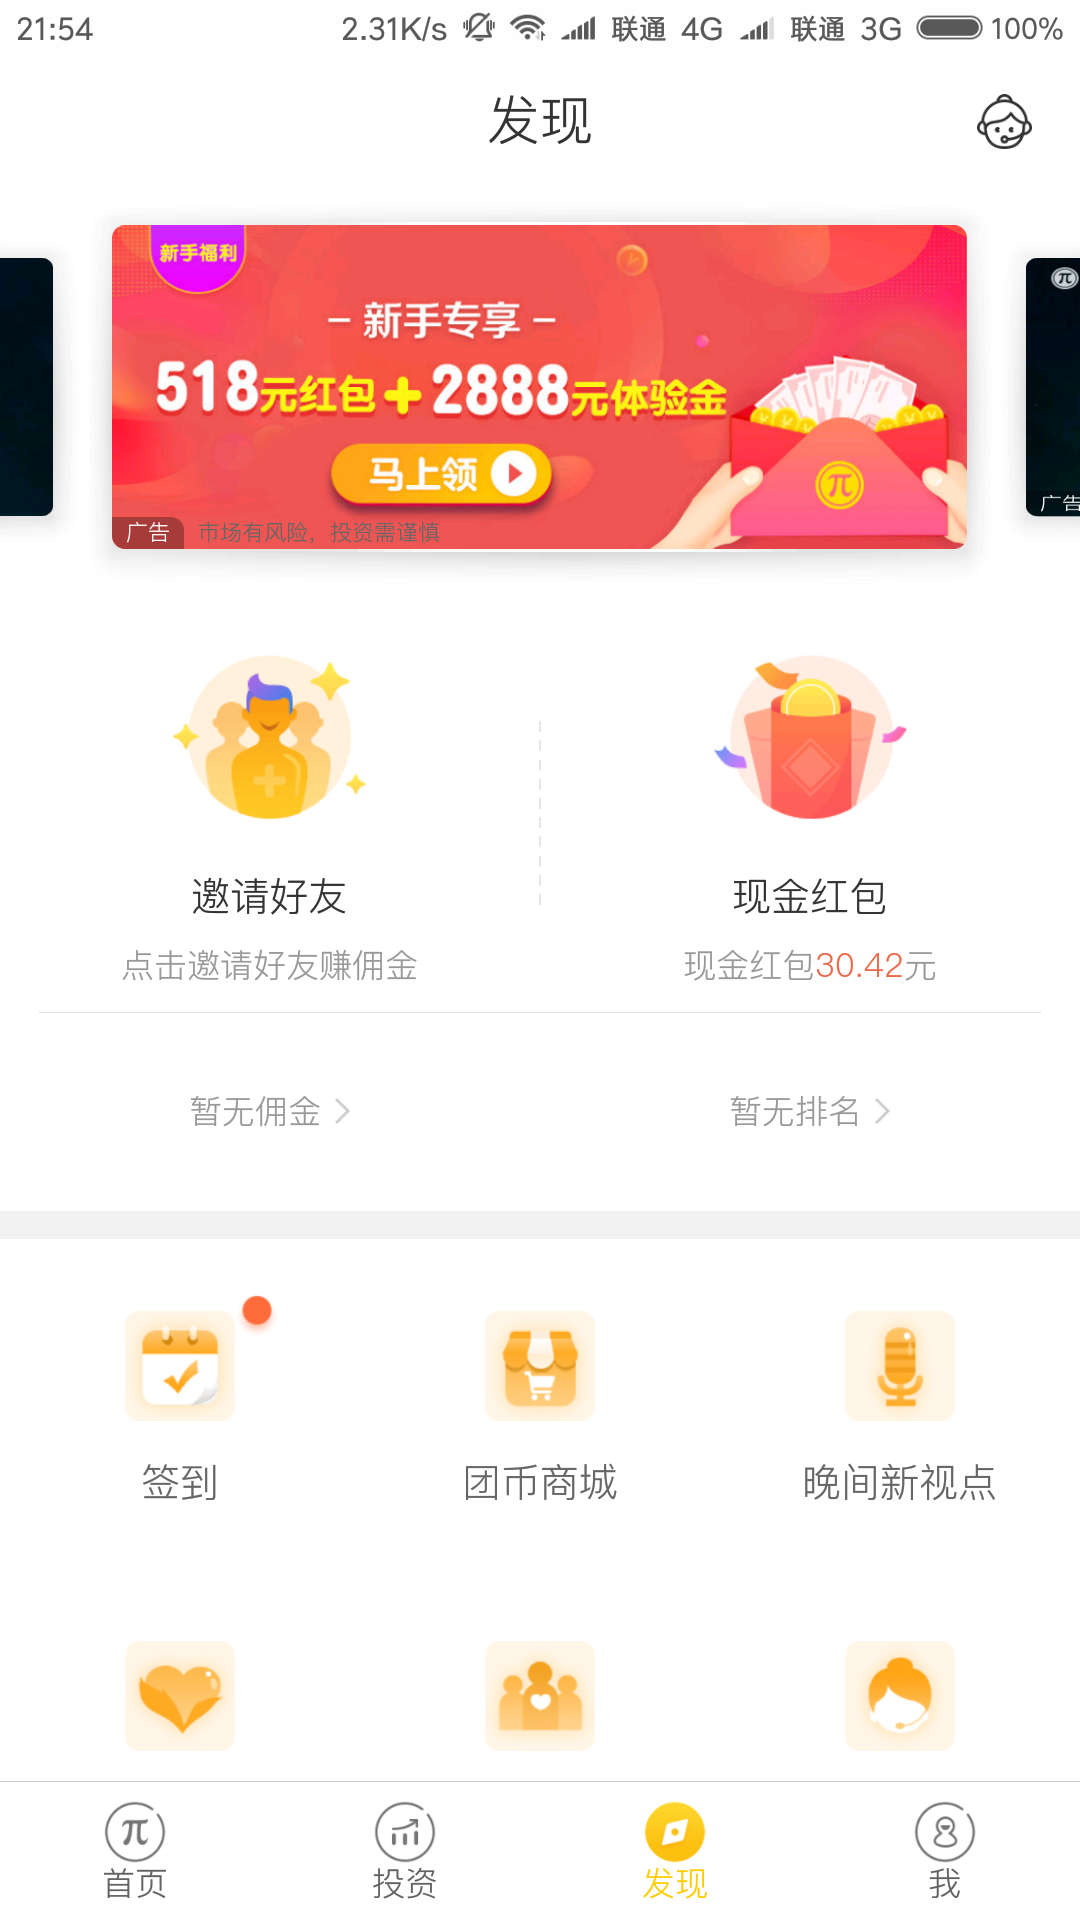 21:54 2.31K/s 联通 4G 联通 3G 100%
发现
新手福利
– 新手专享 –
518元红包+2888元体验金
马上领
π
广告 市场有风险，投资需谨慎
π
广告
邀请好友
点击邀请好友赚佣金
现金红包
现金红包30.42元
暂无佣金
暂无排名
签到
团币商城
晚间新视点
π
首页
投资
发现
我